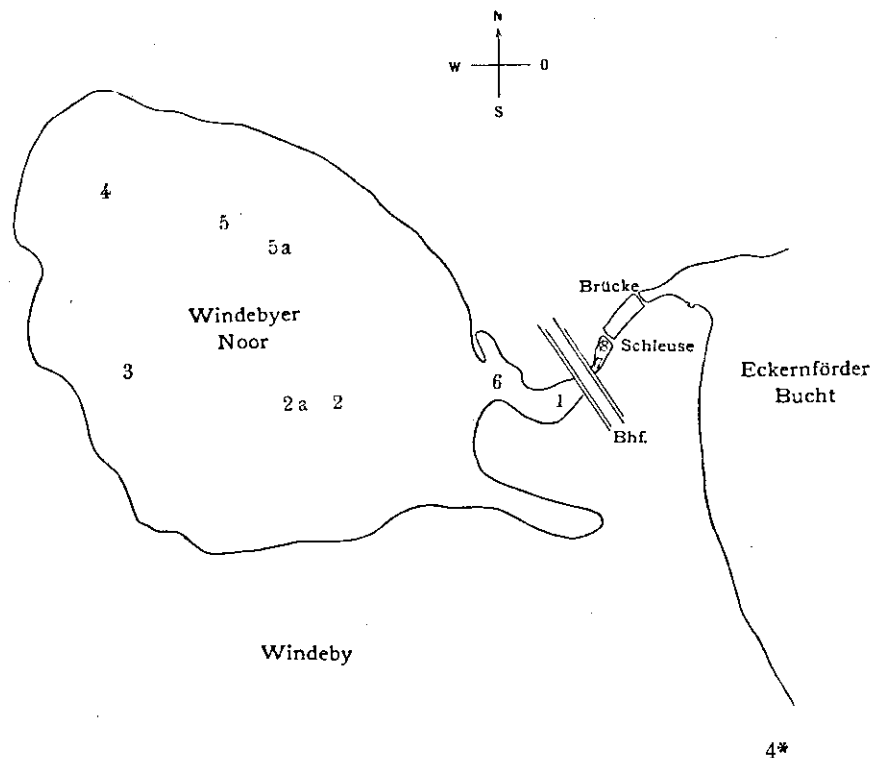 N
W O
S
4
5
5a
Brücke
Windebyer
Noor
Schleuse
3
6
Eckernförder
Bucht
2a 2
1
Bhf.
Windeby
4*